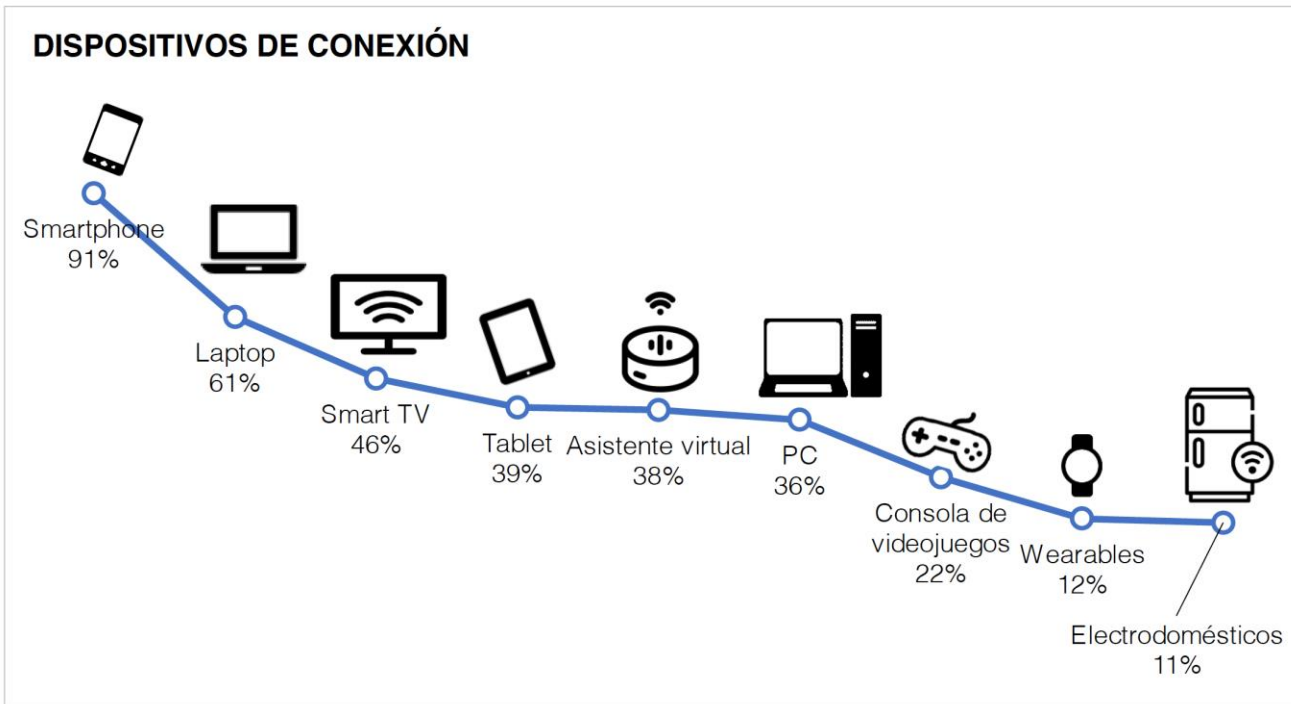 DISPOSITIVOS DE CONEXIÓN
Smartphone
91%
Laptop
61%
Smart TV
46%
Tablet
39%
Asistente virtual
38%
PC
36%
Consola de
videojuegos
22%
Wearables
12%
Electrodomésticos
11%